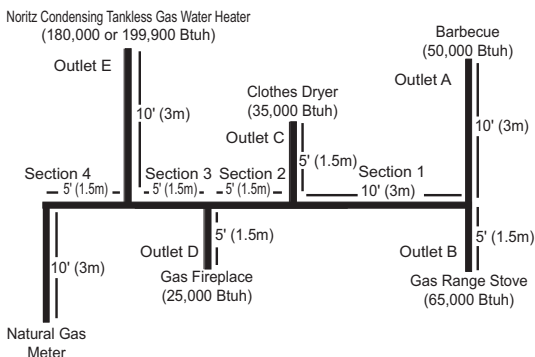 Noritz Condensing Tankless Gas Water Heater
(180,000 or 199,900 Btuh)
Outlet E
10' (3m)
Barbecue
(50,000 Btuh)
Outlet A
10' (3m)
Clothes Dryer
(35,000 Btuh)
Outlet C
5' (1.5m)
Section 4
5' (1.5m)
Section 3
5' (1.5m)
Section 2
5' (1.5m)
Section 1
10' (3m)
10' (3m)
Natural Gas
Meter
Outlet D
5' (1.5m)
Gas Fireplace
(25,000 Btuh)
Outlet B
5' (1.5m)
Gas Range Stove
(65,000 Btuh)